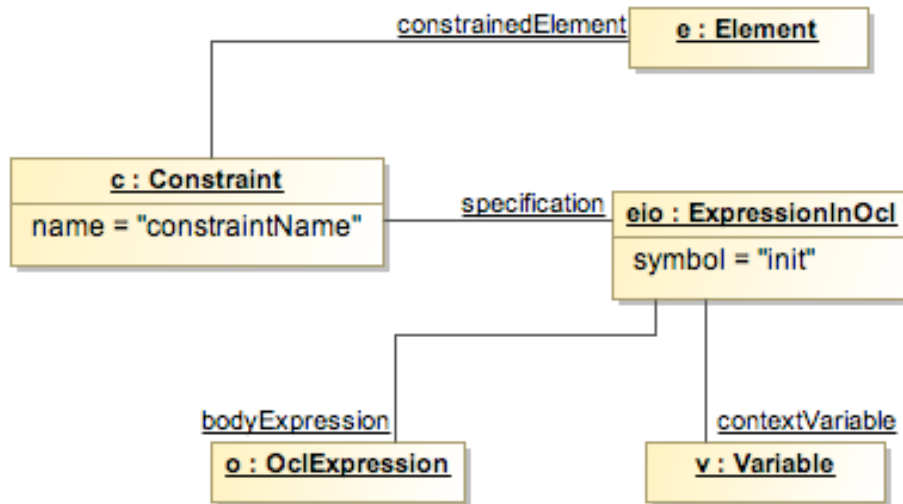 constrainedElement
e : Element
c : Constraint
name = "constraintName"
specification
eio : ExpressionInOcl
symbol = "init"
bodyExpression
contextVariable
o : OclExpression
v : Variable